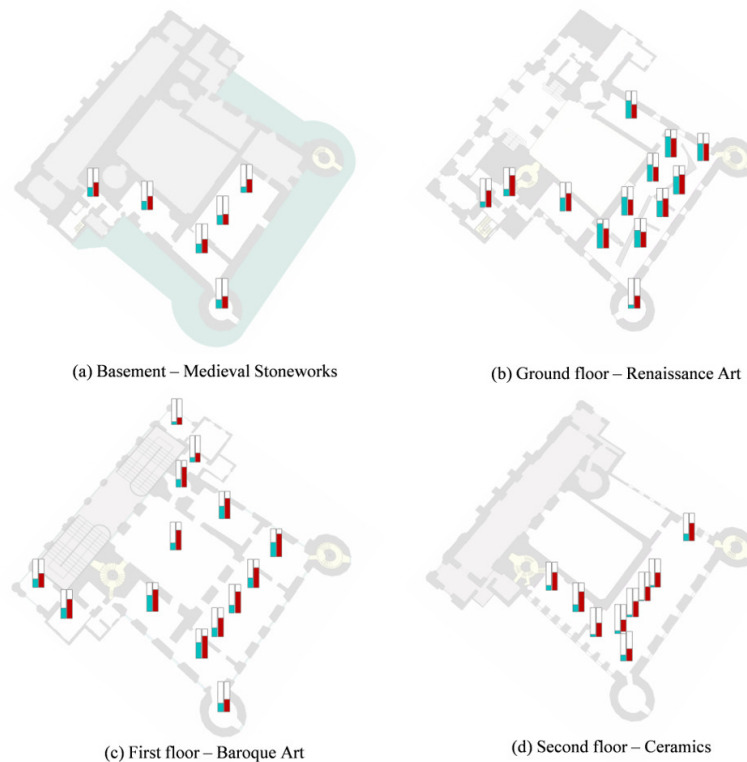 (a) Basement – Medieval Stoneworks
(b) Ground floor – Renaissance Art
(c) First floor – Baroque Art
(d) Second floor – Ceramics